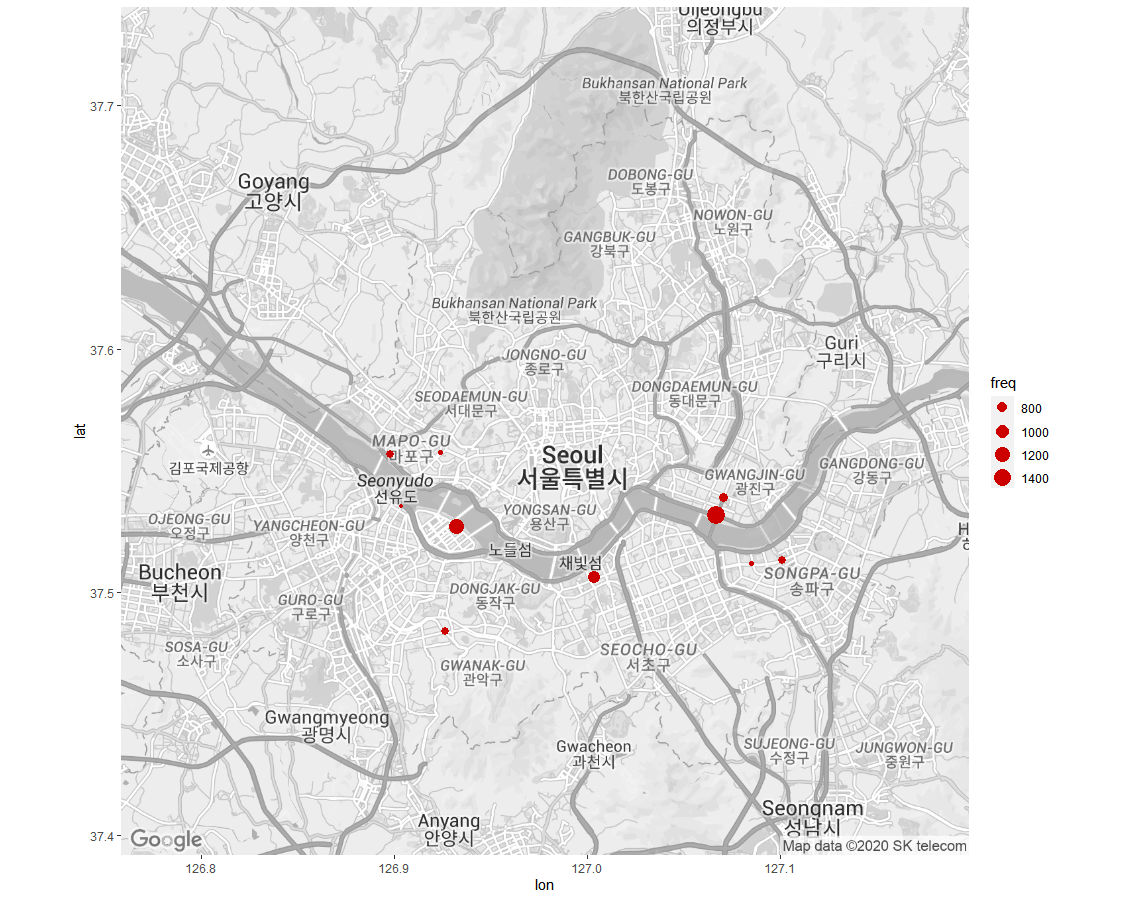 Uijeongbu
의정부시
Bukhansan National Park
북한산국립공원
37.7
DOBONG-GU
도봉구
Goyang
고양시
NOWON-GU
노원구
GANGBUK-GU
강북구
Bukhansan National Park
북한산국립공원
Guri
구리시
37.6
JONGNO-GU
종로구
DONGDAEMUN-GU
동대문구
freq
800
1000
1200
1400
SEODAEMUN-GU
서대문구
lat
MAPO-GU
마포구
Seoul
서울특별시
김포국제공항
GWANGJIN-GU
광진구
GANGDONG-GU
강동구
Seonyudo
선유도
YONGSAN-GU
용산구
OJEONG-GU
오정구
YANGCHEON-GU
양천구
노들섬
채빛섬
Bucheon
부천시
SONGPA-GU
송파구
37.5
DONGJAK-GU
동작구
GURO-GU
구로구
SOSA-GU
소사구
SEOCHO-GU
서초구
GWANAK-GU
관악구
Gwangmyeong
광명시
Gwacheon
과천시
SUJEONG-GU
수정구
JUNGWON-GU
중원구
Seongnam
성남시
Anyang
안양시
37.4
Google
Map data ©2020 SK telecom
126.8
126.9
127.0
127.1
lon